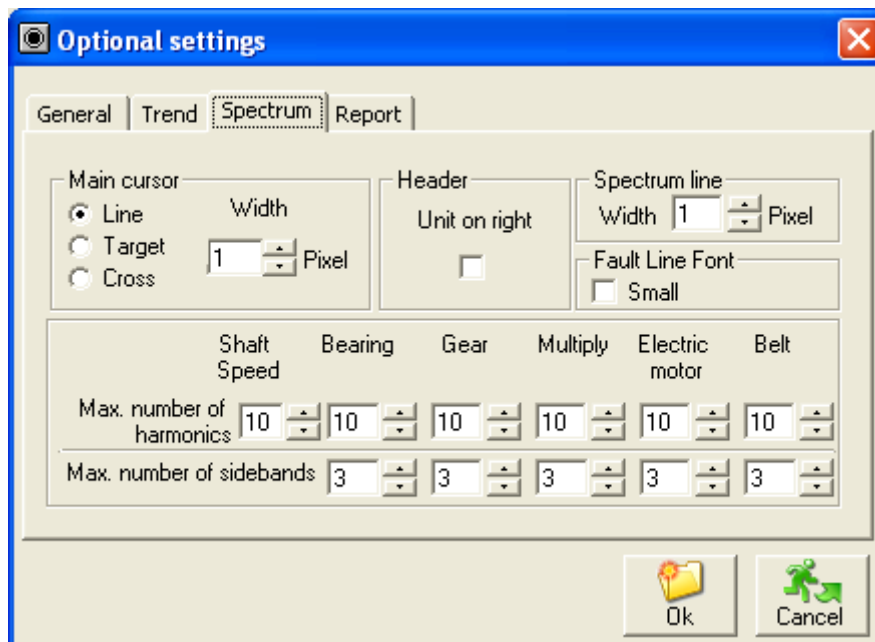 Optional settings
General Trend Spectrum Report
Main cursor Header Spectrum line
Line Width Unit on right Width 1 Pixel
Target 1 Pixel Fault Line Font
Cross Small
Shaft Speed Bearing Gear Multiply Electric motor Belt
Max. number of harmonics 10 10 10 10 10 10
Max. number of sidebands 3 3 3 3 3
Ok Cancel